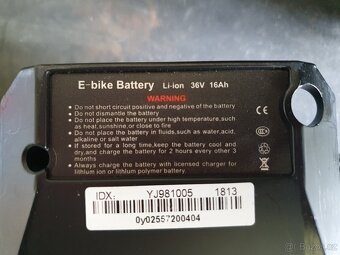 E-bike Battery Li-ion 36V 16Ah
WARNING
● Do not short circuit positive and negative of the battery
● Do not dismantle the battery
● Do not place the battery under temperature,such
as heat,sunshine,or close to fire
● Do not place the battery in fluids,such as water,acid,
alkaline or salt water
● If stored for a long time,keep the battery cool and
dry,and charge the battery for 2 hours every other 3
months
● Always charge the battery with licensed charger for
lithium ion or lithium polymer battery
IDX: YJ981005 1813
0y02557200404